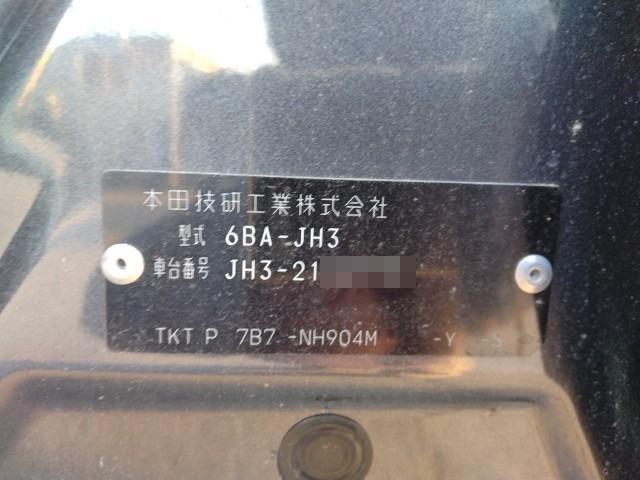 本田技研工業株式会社
型式 6BA-JH3
車台番号 JH3-21
TKT P 7B7 -NH904M -Y -S